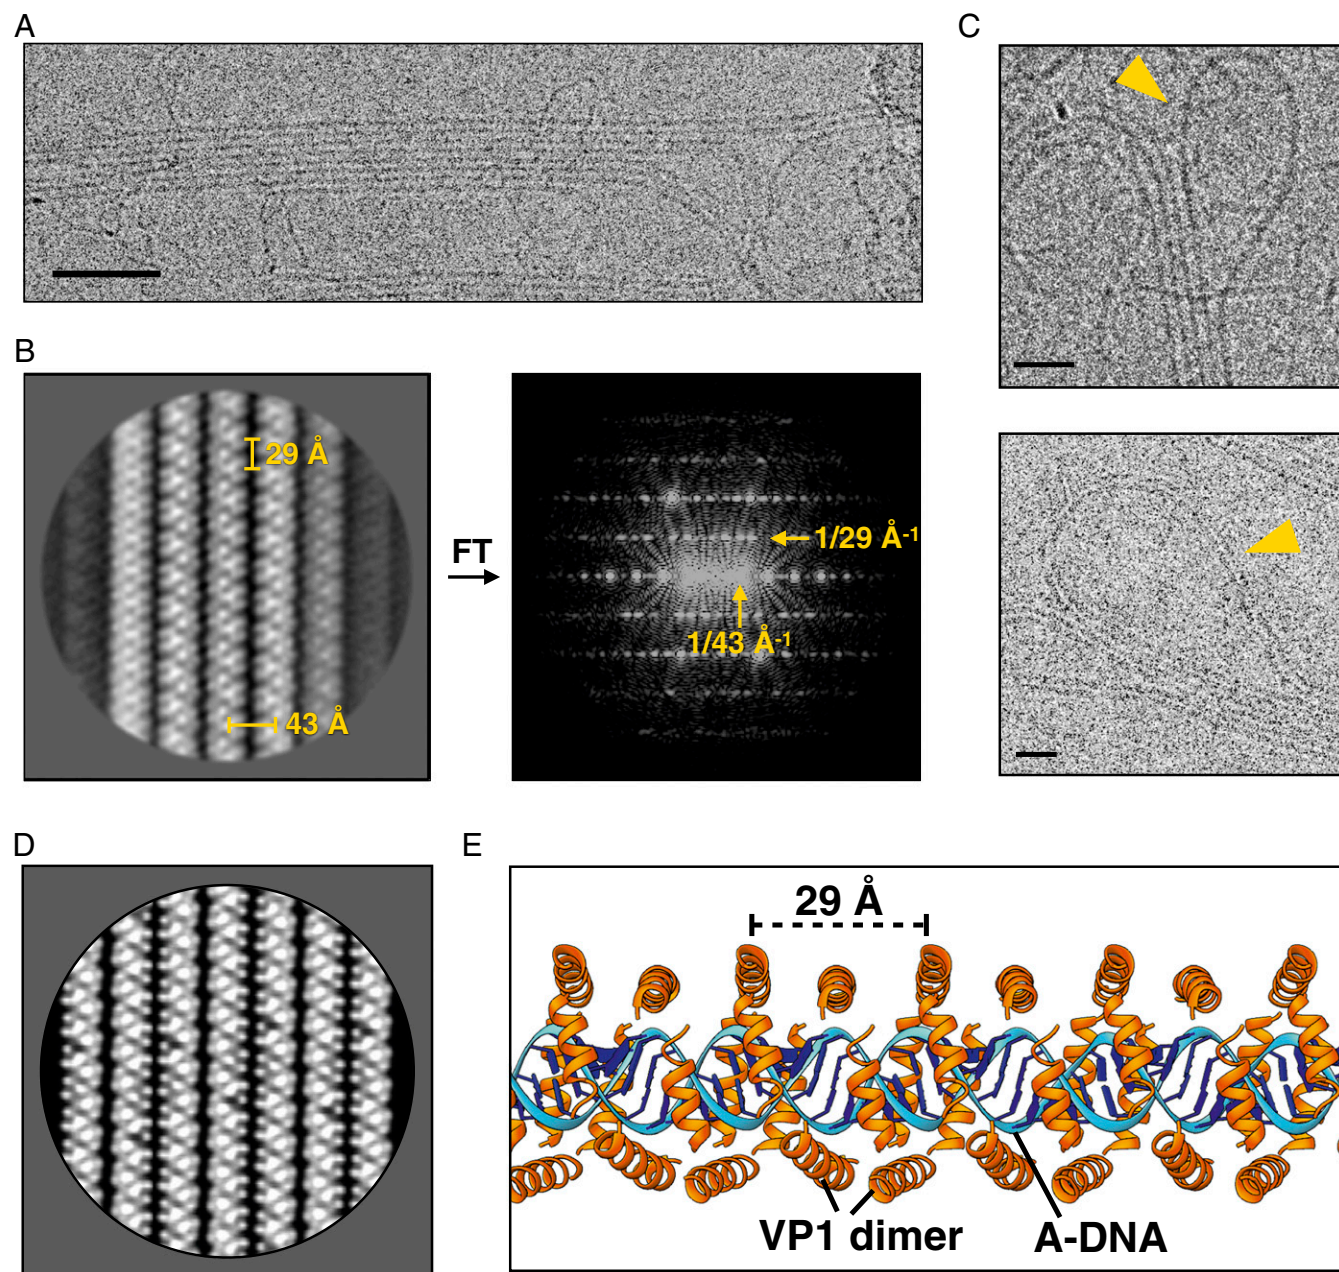 A
C
B
29 Å
43 Å
FT
1/29 Å-1
1/43 Å-1
D
E
29 Å
VP1 dimer
A-DNA